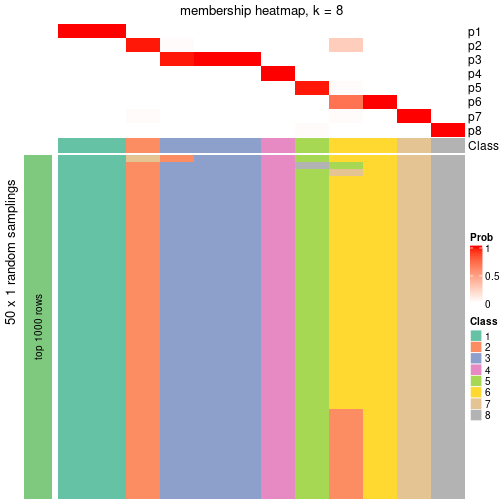 membership heatmap, k = 8
p1
p2
p3
p4
p5
p6
p7
p8
Class
50 x 1 random samplings
top 1000 rows
Prob
1
0.5
0
Class
1
2
3
4
5
6
7
8